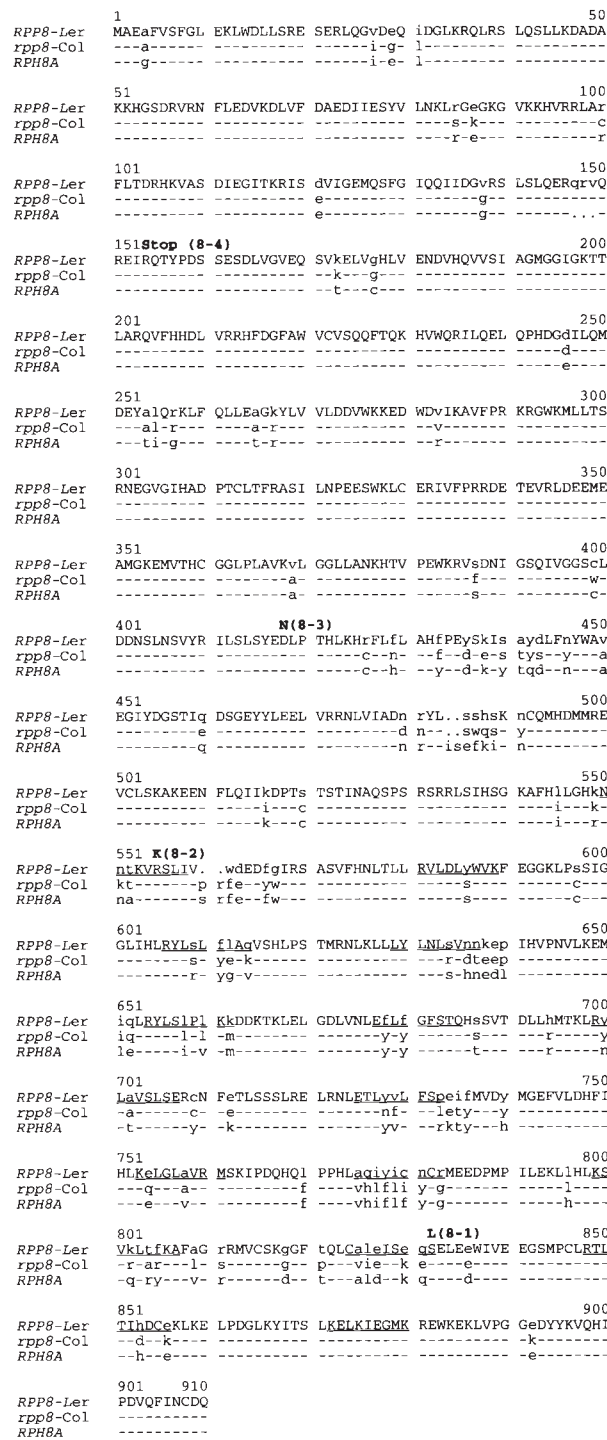 1 50
RPP8-Ler MAEaFVSFGL EKLWDLLSRE SERLQGvDeQ iDGLKRQLRS LQSLLKDADA
rpp8-Col ---a------ ---------- ------i-g- l--------- ----------
RPH8A ---g------ ---------- ------i-e- l--------- ----------
51 100
RPP8-Ler KKHGSDRVRN FLEDVKDLVF DAEDIIESYV LNKLrGeGKG VKKHVRRLAr
rpp8-Col ---------- ---------- ---------- ----s-k--- ---------c
RPH8A ---------- ---------- ---------- ----r-e--- ---------r
101 150
RPP8-Ler FLTDRHKVAS DIEGITKRIS dVIGEMQSFG IQQIIDGvRS LSLQERqrvQ
rpp8-Col ---------- ---------- e--------- -------g-- ----------
RPH8A ---------- ---------- e--------- -------g-- ------...-
151Stop (8-4) 200
RPP8-Ler REIRQTYPDS SESDLVGVEQ SVkELVgHLV ENDVHQVVSI AGMGGIGKTT
rpp8-Col ---------- ---------- --k---g--- ---------- ----------
RPH8A ---------- ---------- --t---c--- ---------- ----------
201 250
RPP8-Ler LARQVFHHDL VRRHFDGFAW VCVSQQFTQK HVWQRILQEL QPHDGdILQM
rpp8-Col ---------- ---------- ---------- ---------- -----d----
RPH8A ---------- ---------- ---------- ---------- -----e----
251 300
RPP8-Ler DEYalQrKLF QLLEaGkYLV VLDDVWKKED WDvIKAVFPR KRGWKMLLTS
rpp8-Col ---al-r--- ----a-r--- ---------- --v------- ----------
RPH8A ---ti-g--- ----t-r--- ---------- --r------- ----------
301 350
RPP8-Ler RNEGVGIHAD PTCLTFRASI LNPEESWKLC ERIVFPRRDE TEVRLDEEME
rpp8-Col ---------- ---------- ---------- ---------- ----------
RPH8A ---------- ---------- ---------- ---------- ----------
351 400
RPP8-Ler AMGKEMVTHC GGLPLAVKvL GGLLANKHTV PEWKRVsDNI GSQIVGGScL
rpp8-Col ---------- --------a- ---------- ------f--- --------w-
RPH8A ---------- --------a- ---------- ------s--- --------c-
401 N(8-3) 450
RPP8-Ler DDNSLNSVYR ILSLSYEDLP THLKHrFLfL AHfPEySkIs aydLFnYWAv
rpp8-Col ---------- ---------- -----c--n- --f--d-e-s tys--y---a
RPH8A ---------- ---------- -----c--h- --y--d-k-y tqd--n---a
451 500
RPP8-Ler EGIYDGSTIq DSGEYYLEEL VRRNLVIADn rYL..sshsK nCQMHDMMRE
rpp8-Col ---------e ---------- ---------d n--..swqs- y---------
RPH8A ---------q ---------- ---------n r--isefki- n---------
501 550
RPP8-Ler VCLSKAKEEN FLQIIkDPTs TSTINAQSPS RSRRLSIHSG KAFHlLGHkN
rpp8-Col ---------- -----i---c ---------- ---------- ----i---k-
RPH8A ---------- -----k---c ---------- ---------- ----i---r-
551 K(8-2) 600
RPP8-Ler ntKVRSLIV. .wdEDfgIRS ASVFHNLTLL RVLDLyWVKF EGGKLPsSIG
rpp8-Col kt-------p rfe-yw---- ---------- -----s---- ------c---
RPH8A na-------s rfe-fw---- ---------- -----s---- ------c---
601 650
RPP8-Ler GLIHLRYLsL flAqVSHLPS TMRNLKLLLY LNLsVnnkep IHVPNVLKEM
rpp8-Col --------s- ye-k------ ---------- ---r-dteep ----------
RPH8A --------r- yg-v------ ---------- ---s-hnedl ----------
651 700
RPP8-Ler iqLRYLSlPl KkDDKTKLEL GDLVNLEfLf GFSTQHsSVT DLLhMTKLRv
rpp8-Col iq-----l-l -m-------- -------y-y ------s--- ---r-----y
RPH8A le-----i-v -m-------- -------y-y ------t--- ---r-----n
701 750
RPP8-Ler LaVSLSERcN FeTLSSSLRE LRNLETLyvL FSpeifMVDy MGEFVLDHFI
rpp8-Col -a------c- -e-------- -------nf- --lety---y ----------
RPH8A -t------y- -k-------- -------yv- --rkty---h ----------
751 800
RPP8-Ler HLKeLGLaVR MSKIPDQHQl PPHLaqiyic nCrMEEDPMP ILEKLlHLKS
rpp8-Col ---q---a-- ---------f ----vhlfli y-g------- -----l----
RPH8A ---e---v-- ---------f ----vhiflf y-g------- -----h----
801 L(8-1) 850
RPP8-Ler VkLtfKAFaG rRMVCSKgGF tQLCaleISe qSELEeWIVE EGSMPCLRTL
rpp8-Col -r-ar---l- s------g-- p---vie--k e---e----- ----------
RPH8A -q-ry---v- r------d-- t---ald--k q---d----- ----------
851 900
RPP8-Ler TIhDCeKLKE LPDGLKYITS LKELKIEGMK REWKEKLVPG GeDYYKVQHI
rpp8-Col --d--k---- ---------- ---------- ---------- -k--------
RPH8A --h--e---- ---------- ---------- ---------- -e--------
901 910
RPP8-Ler PDVQFINCDQ
rpp8-Col ----------
RPH8A ----------